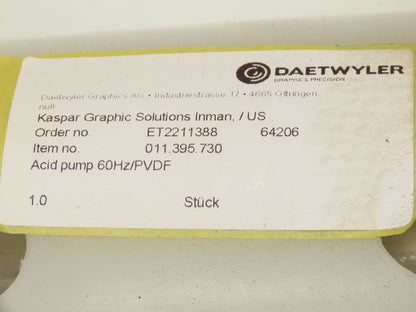 DAETWYLER
GRAPHICS PRECISION
Daetwyler Graphics AG • Industriestrasse 17 • 4665 Oftringen
null
Kaspar Graphic Solutions Inman, / US
Order no. ET2211388 64206
Item no. 011.395.730
Acid pump 60Hz/PVDF
1.0 Stück